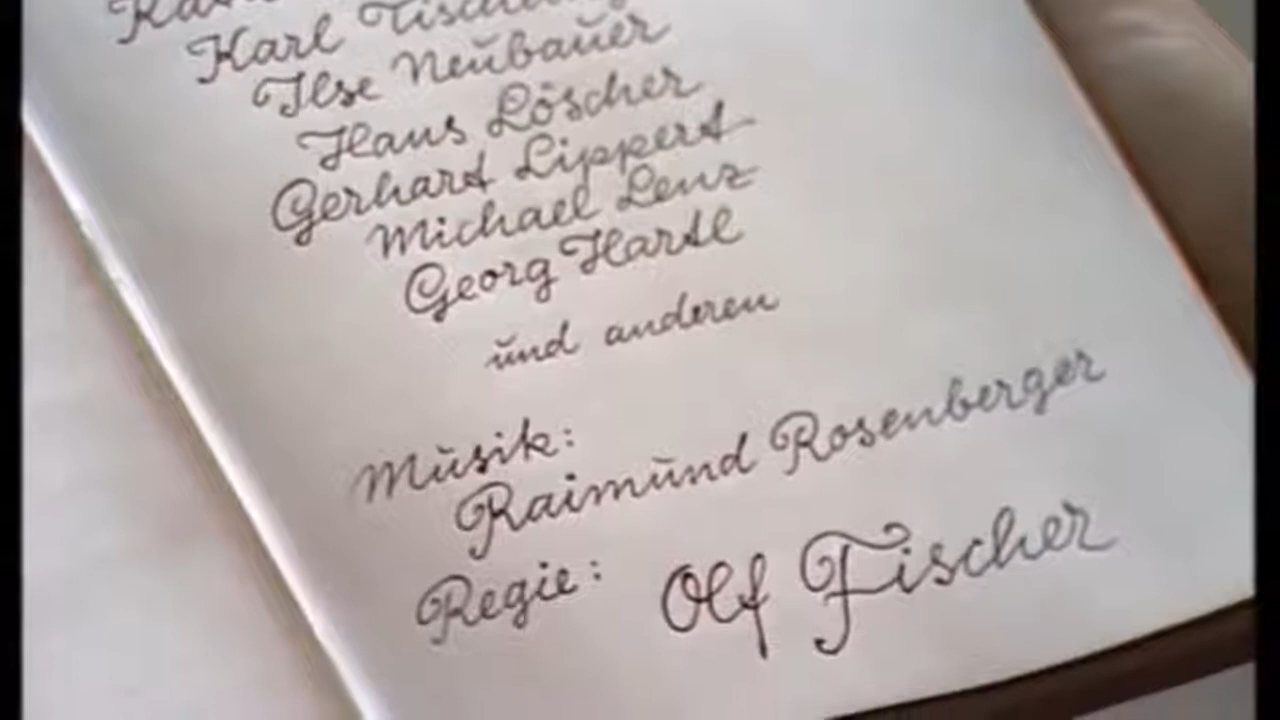 Karl
Ilse Neubauer
Hans Löscher
Gerhart Lippert
Michael Lenz
Georg Hartl
und anderen
Musik:
Raimund Rosenberger
Regie: Olf Fischer